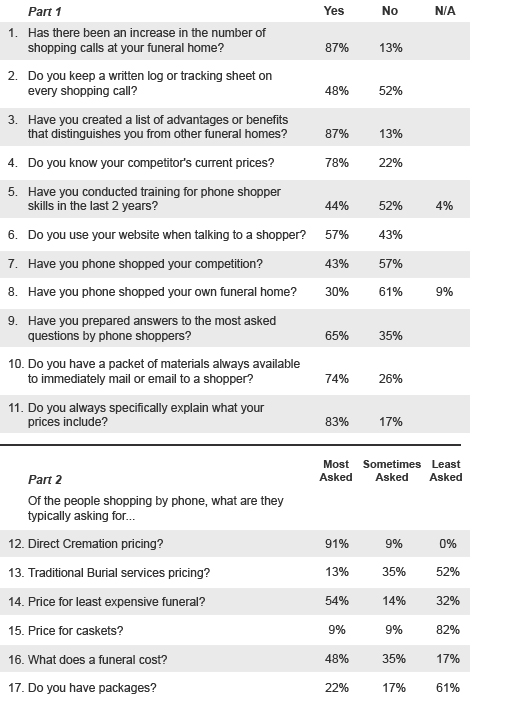 Part 1 Yes No N/A
1. Has there been an increase in the number of
shopping calls at your funeral home? 87% 13%
2. Do you keep a written log or tracking sheet on
every shopping call? 48% 52%
3. Have you created a list of advantages or benefits
that distinguishes you from other funeral homes? 87% 13%
4. Do you know your competitor's current prices? 78% 22%
5. Have you conducted training for phone shopper
skills in the last 2 years? 44% 52% 4%
6. Do you use your website when talking to a shopper? 57% 43%
7. Have you phone shopped your competition? 43% 57%
8. Have you phone shopped your own funeral home? 30% 61% 9%
9. Have you prepared answers to the most asked
questions by phone shoppers? 65% 35%
10. Do you have a packet of materials always available
to immediately mail or email to a shopper? 74% 26%
11. Do you always specifically explain what your
prices include? 83% 17%
Most Sometimes Least
Part 2 Asked Asked Asked
Of the people shopping by phone, what are they
typically asking for...
12. Direct Cremation pricing? 91% 9% 0%
13. Traditional Burial services pricing? 13% 35% 52%
14. Price for least expensive funeral? 54% 14% 32%
15. Price for caskets? 9% 9% 82%
16. What does a funeral cost? 48% 35% 17%
17. Do you have packages? 22% 17% 61%